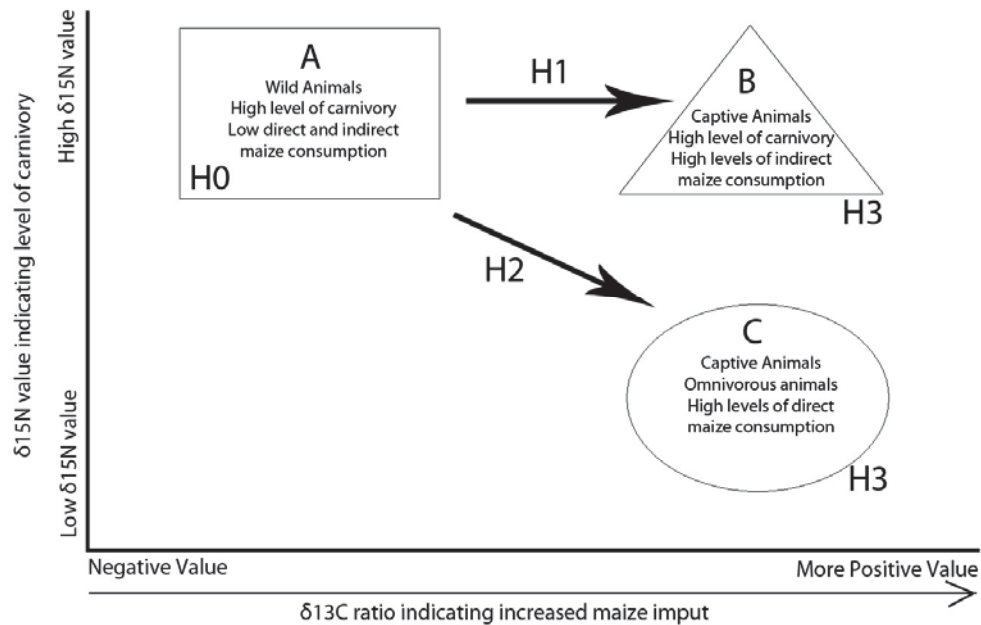 High δ15N value
δ15N value indicating level of carnivory
Low δ15N value
A
Wild Animals
High level of carnivory
Low direct and indirect
maize consumption
H0
H1
B
Captive Animals
High level of carnivory
High levels of indirect
maize consumption
H3
H2
C
Captive Animals
Omnivorous animals
High levels of direct
maize consumption
H3
Negative Value
More Positive Value
δ13C ratio indicating increased maize imput